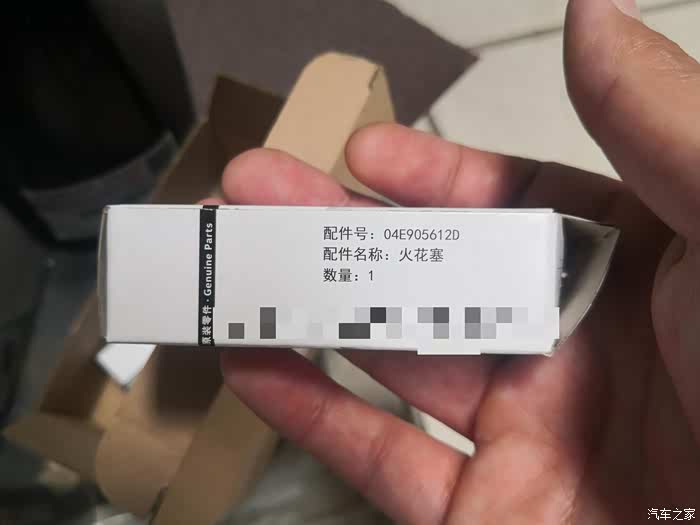 配件号：04E905612D
配件名称：火花塞
数量：1
原装零件·Genuine Parts
汽车之家